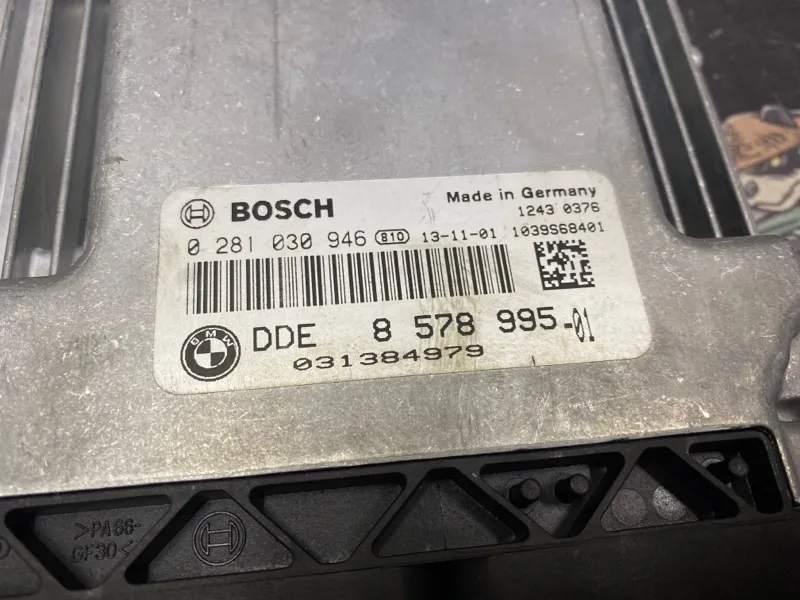 BOSCH
Made in Germany
1243 0376
0 281 030 946 810 13-11-01 1039S68401
BMW
DDE 8 578 995-01
031384979
>PA66-
GF30<